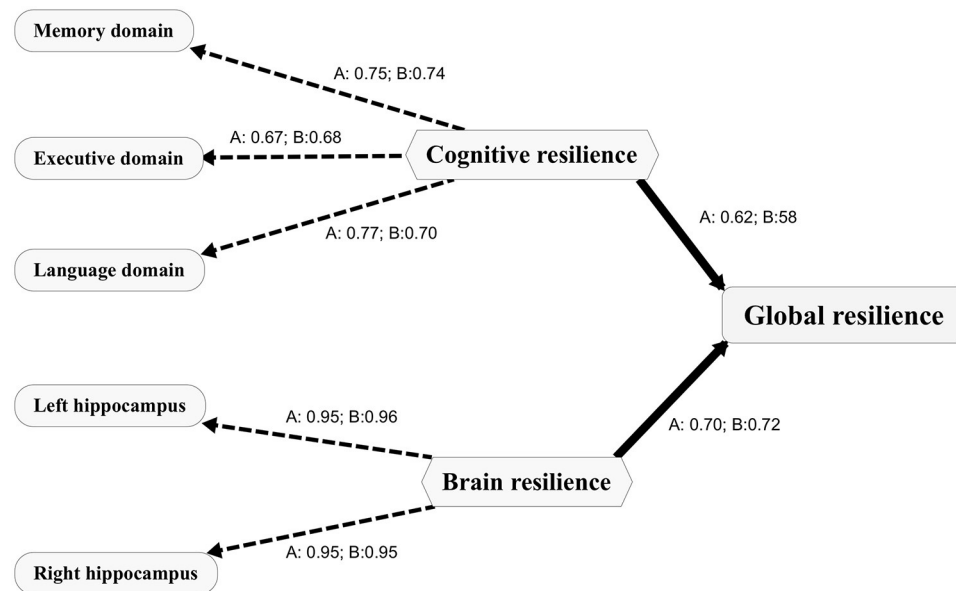 Memory domain
A: 0.75; B:0.74
A: 0.67; B:0.68
Executive domain
Cognitive resilience
A: 0.62; B:58
A: 0.77; B:0.70
Language domain
Global resilience
Left hippocampus
A: 0.95; B:0.96
A: 0.70; B:0.72
Brain resilience
A: 0.95; B:0.95
Right hippocampus